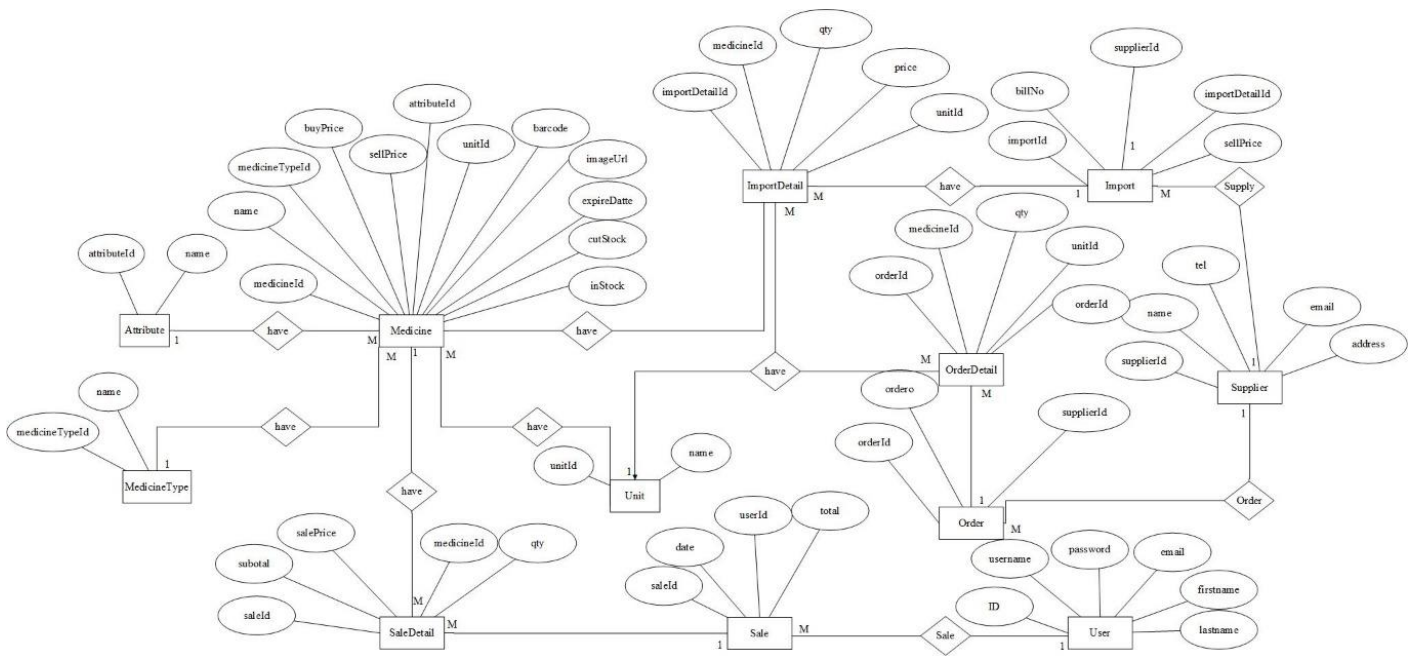 qty
supplierId
medicineId
price
importDetailId
unitId
billNo
importDetailId
importId
sellPrice
1
ImportDetail
M
M
have
1
Import
M
Supply
attributeId
buyPrice
barcode
sellPrice
unitId
imageUrl
medicineTypeId
expireDatte
name
cutStock
medicineId
inStock
attributeId
name
Attribute
1
have
M
Medicine
M
1
M
have
qty
medicineId
unitId
orderId
orderId
M
OrderDetail
M
have
tel
name
email
supplierId
address
1
Supplier
1
name
medicineTypeId
1
MedicineType
have
have
unitId
name
1
Unit
ordero
supplierId
orderId
1
Order
M
Order
have
salePrice
medicineId
qty
subotal
saleId
M
SaleDetail
M
userId
total
date
saleId
1
Sale
M
Sale
password
username
email
firstname
ID
lastname
1
User